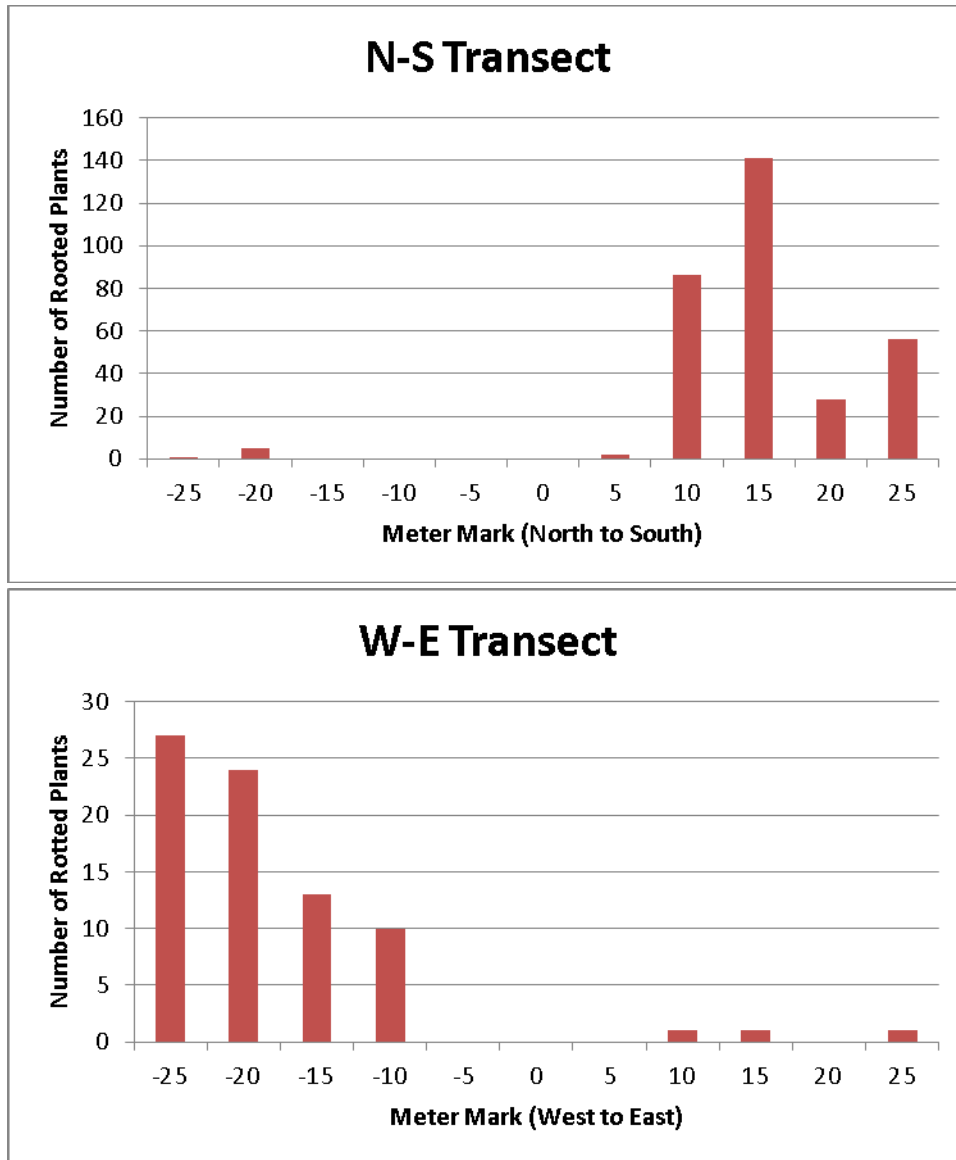 N-S Transect
Number of Rooted Plants
160
140
120
100
80
60
40
20
0
-25 -20 -15 -10 -5 0 5 10 15 20 25
Meter Mark (North to South)
W-E Transect
Number of Rotted Plants
30
25
20
15
10
5
0
-25 -20 -15 -10 -5 0 5 10 15 20 25
Meter Mark (West to East)